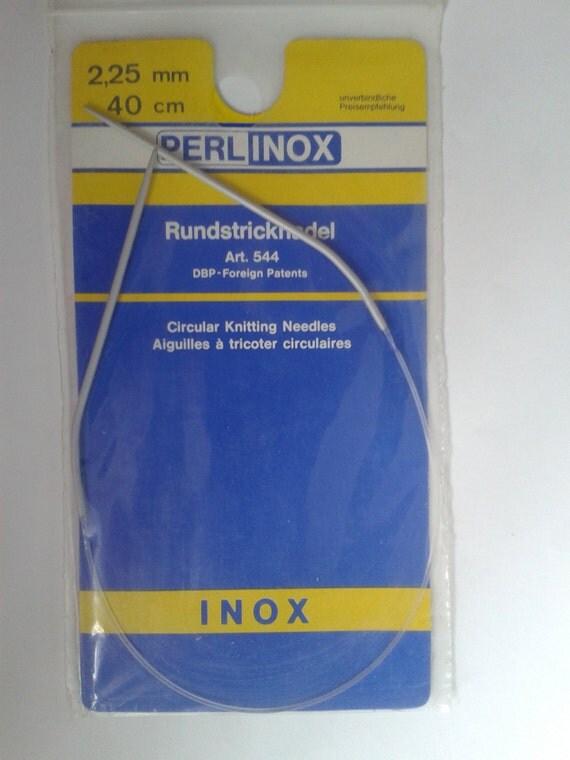 2,25 mm
40 cm
unverbindliche
Preisempfehlung
PERLINOX
Rundstricknadel
Art. 544
DBP-Foreign Patents
Circular Knitting Needles
Aiguilles à tricoter circulaires
INOX